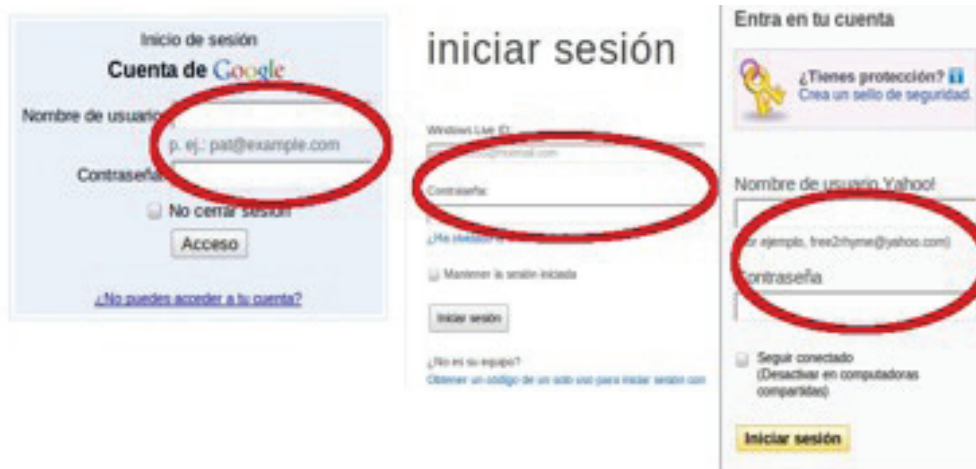 Inicio de sesión
Cuenta de Google
Nombre de usuario:
p. ej.: pat@example.com
Contraseña:
No cerrar sesión
Acceso
¿No puedes acceder a tu cuenta?
iniciar sesión
Windows Live ID:
Contraseña:
¿Ha olvidado la
Mantener la sesión iniciada
Iniciar sesión
¿No es su equipo?
Obtener un código de un solo uso para iniciar sesión con
Entra en tu cuenta
¿Tienes protección?
Crea un sello de seguridad.
Nombre de usuario Yahoo!
ejemplo, free2rhyme@yahoo.com)
Contraseña
Seguir conectado
(Desactivar en computadoras
compartidas)
Iniciar sesión